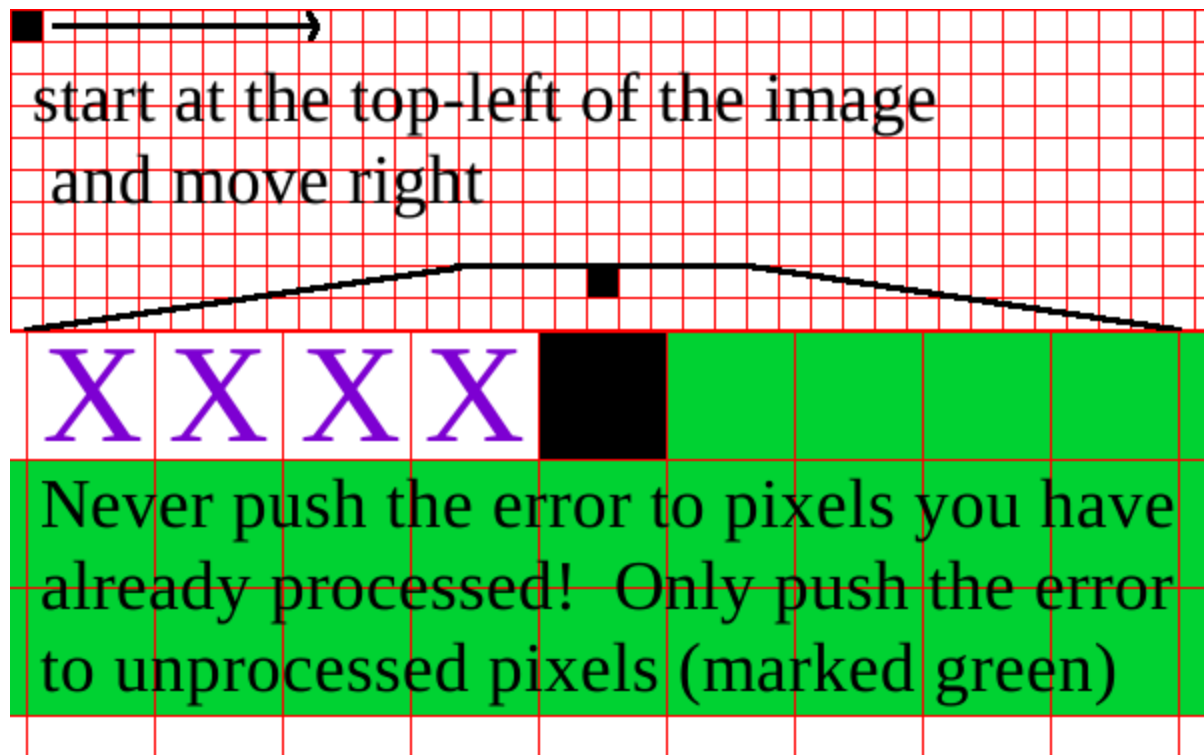 start at the top-left of the image
and move right
X X X X
Never push the error to pixels you have
already processed!  Only push the error
to unprocessed pixels (marked green)